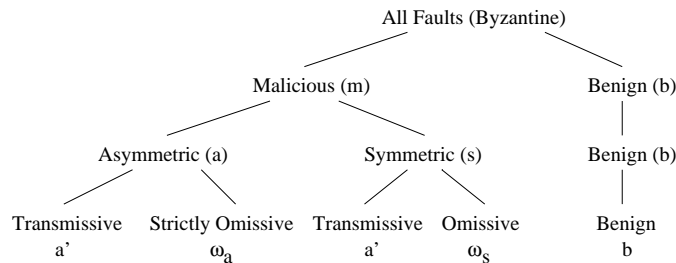 All Faults (Byzantine)
Malicious (m)
Benign (b)
Asymmetric (a)
Symmetric (s)
Benign (b)
Transmissive
a’
Strictly Omissive
ωa
Transmissive
a’
Omissive
ωs
Benign
b